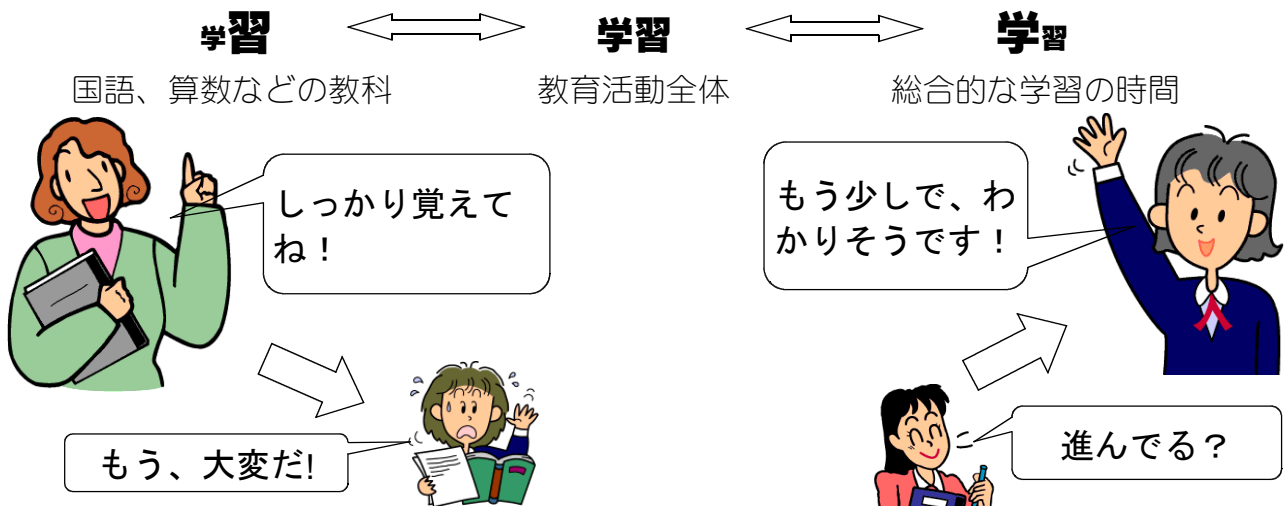 学習 学習 学習
国語、算数などの教科 教育活動全体 総合的な学習の時間
しっかり覚えて
ね！
もう少しで、わ
かりそうです！
もう、大変だ!
進んでる？